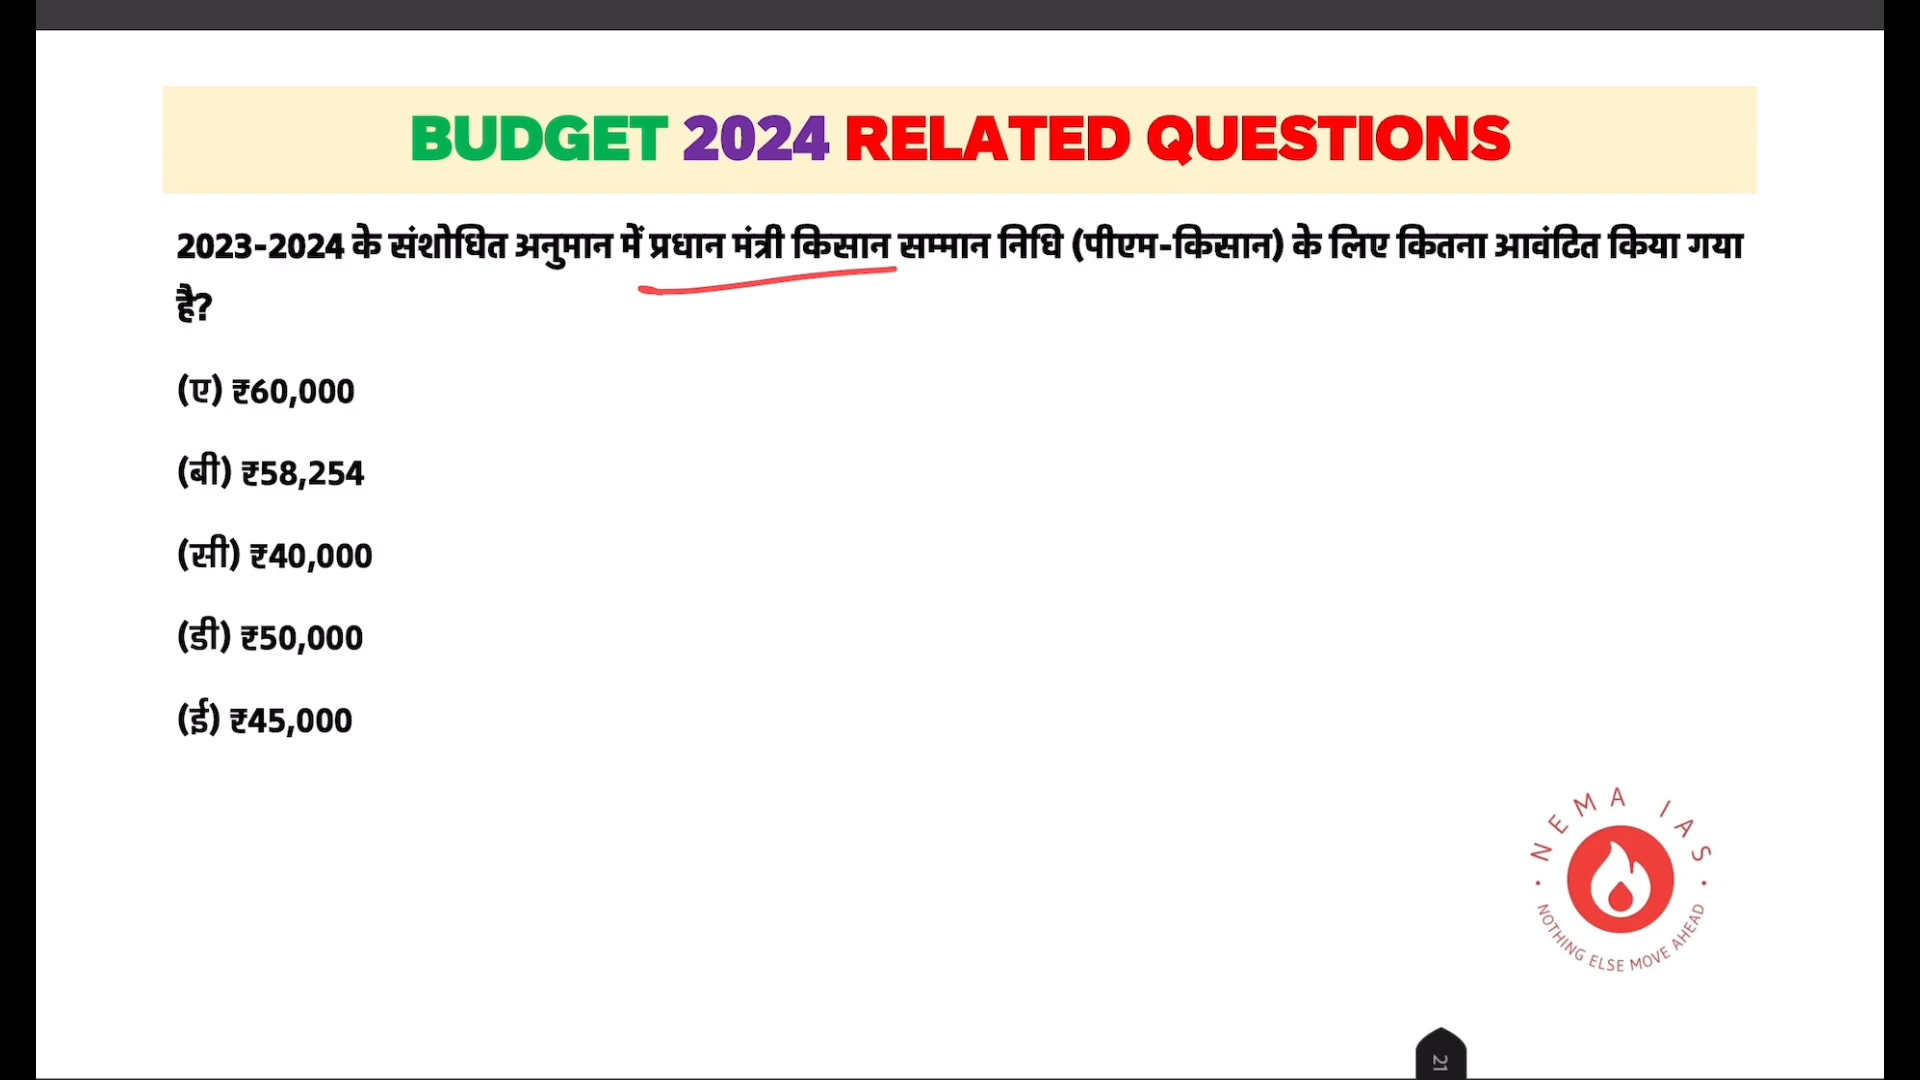 BUDGET 2024 RELATED QUESTIONS
2023-2024 के संशोधित अनुमान में प्रधान मंत्री किसान सम्मान निधि (पीएम-किसान) के लिए कितना आवंटित किया गया
है?
(ए) ₹60,000
(बी) ₹58,254
(सी) ₹40,000
(डी) ₹50,000
(ई) ₹45,000
NEMA IAS
NOTHING ELSE MOVE AHEAD
21